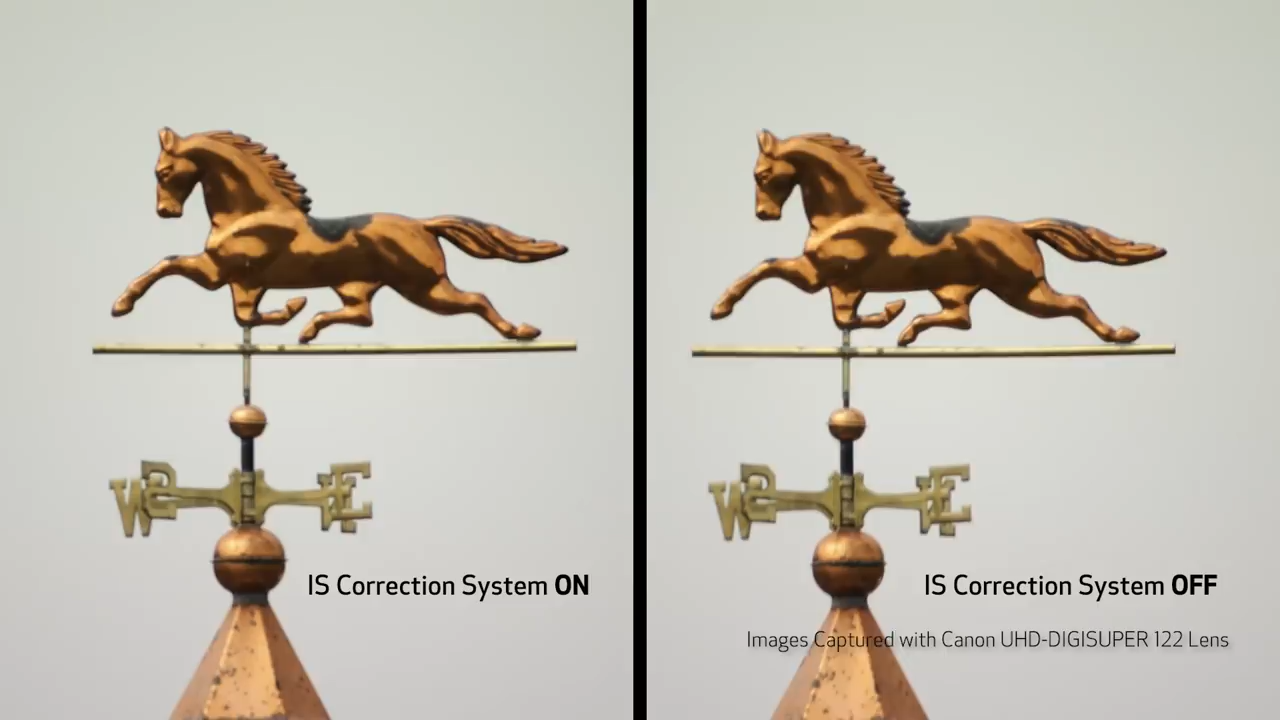 W S E
IS Correction System ON
W S E
IS Correction System OFF
Images Captured with Canon UHD-DIGISUPER 122 Lens